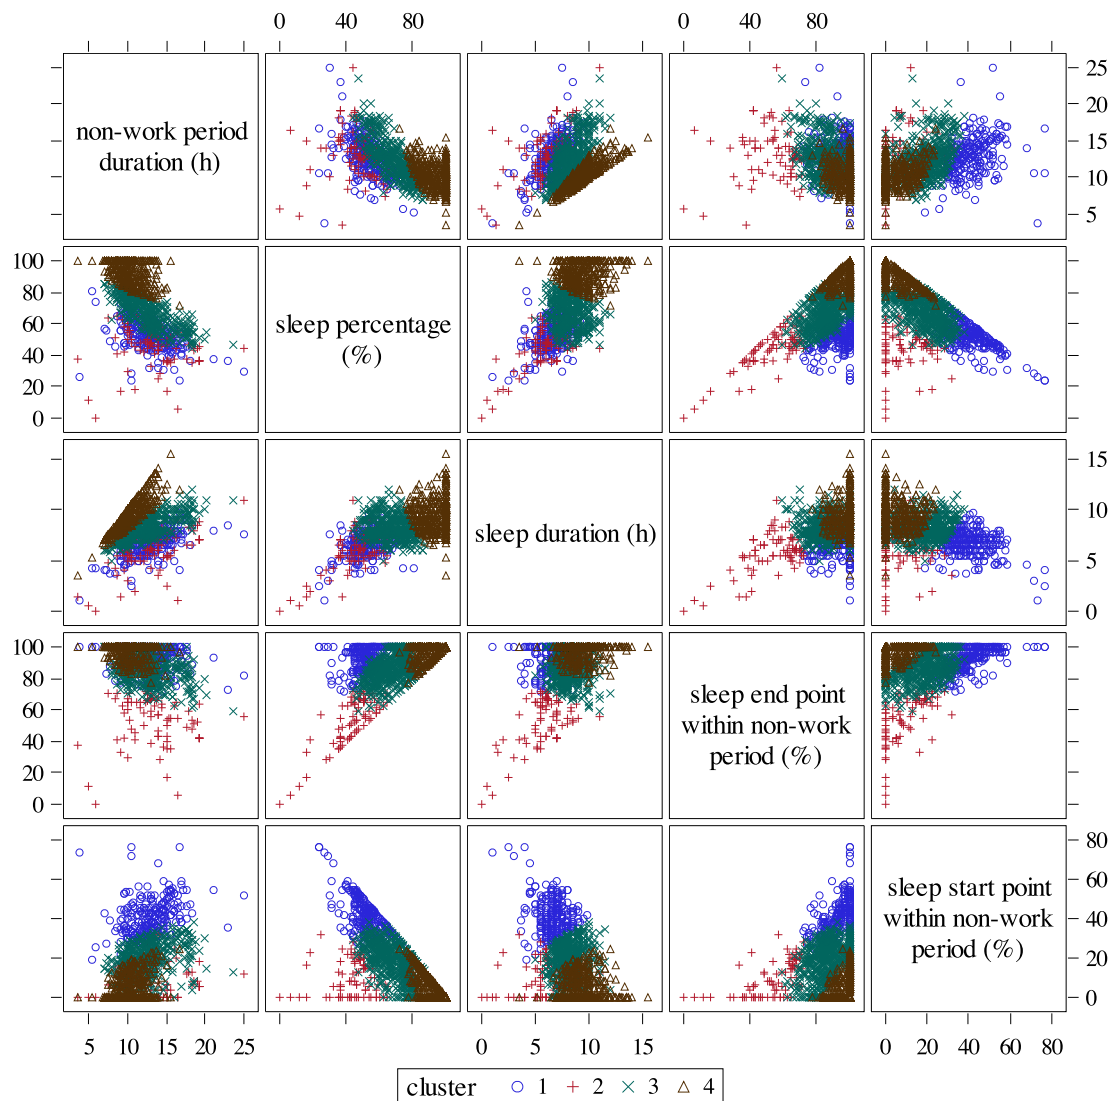 0 40 80 0 40 80
non-work period
duration (h)
25
20
15
10
5
100
80
60
40
20
0
sleep percentage
(%)
sleep duration (h)
15
10
5
0
100
80
60
40
20
0
sleep end point
within non-work
period (%)
sleep start point
within non-work
period (%)
80
60
40
20
0
5 10 15 20 25 0 5 10 15 0 20 40 60 80
cluster 1 2 3 4